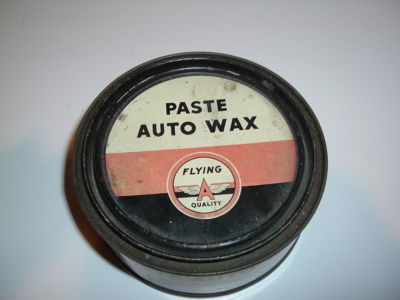 PASTE
AUTO WAX
FLYING
A
QUALITY